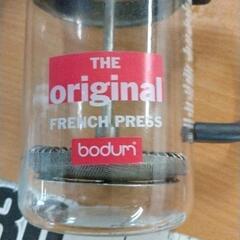 THE
original
FRENCH PRESS
bodum